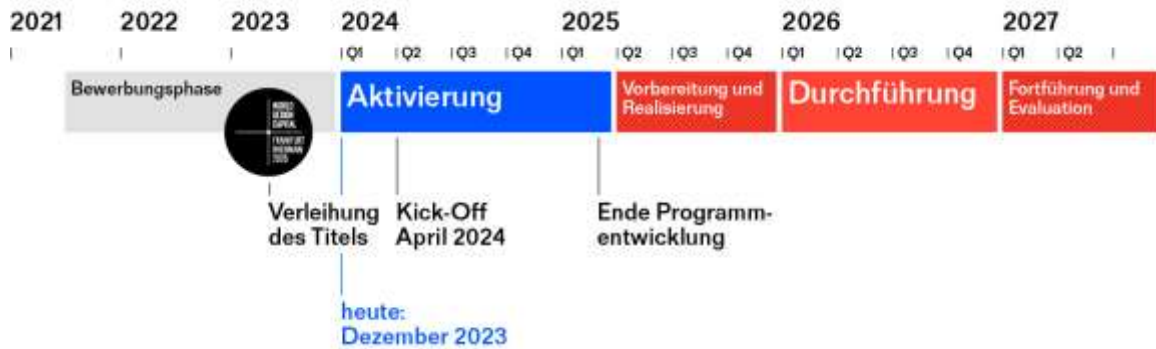 2021 2022 2023 2024 2025 2026 2027
Q1 Q2 Q3 Q4 Q1 Q2 Q3 Q4 Q1 Q2 Q3 Q4 Q1 Q2
Bewerbungsphase
WORLD
DESIGN
CAPITAL
FRANKFURT
RHEINMAIN
2026
Aktivierung
Vorbereitung und
Realisierung
Durchführung
Fortführung und
Evaluation
Verleihung
des Titels
Kick-Off
April 2024
Ende Programm-
entwicklung
heute:
Dezember 2023